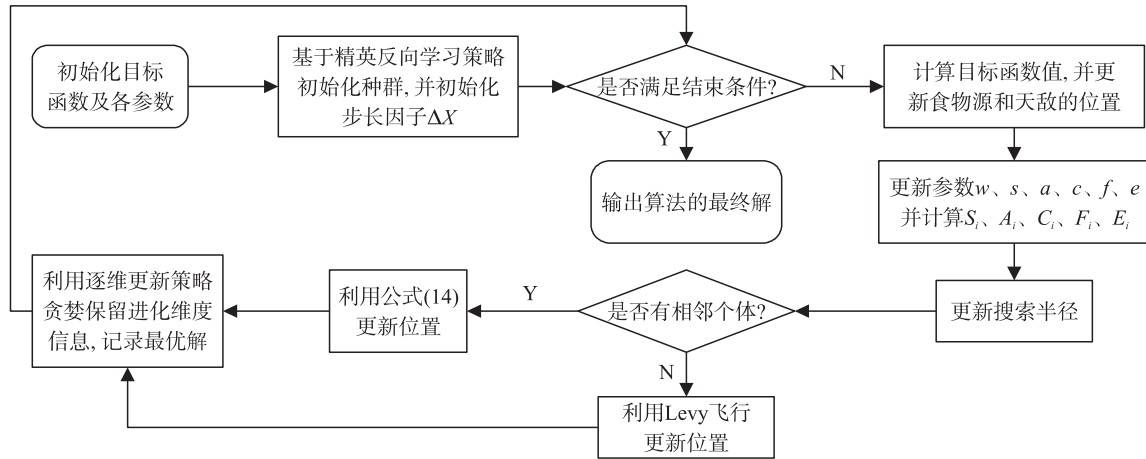 初始化目标
函数及各参数
基于精英反向学习策略
初始化种群, 并初始化
步长因子ΔX
是否满足结束条件?
N
计算目标函数值, 并更
新食物源和天敌的位置
Y
输出算法的最终解
更新参数w、s、a、c、f、e
并计算Sᵢ、Aᵢ、Cᵢ、Fᵢ、Eᵢ
更新搜索半径
是否有相邻个体?
Y
利用公式(14)
更新位置
利用逐维更新策略
贪婪保留进化维度
信息, 记录最优解
N
利用Levy飞行
更新位置